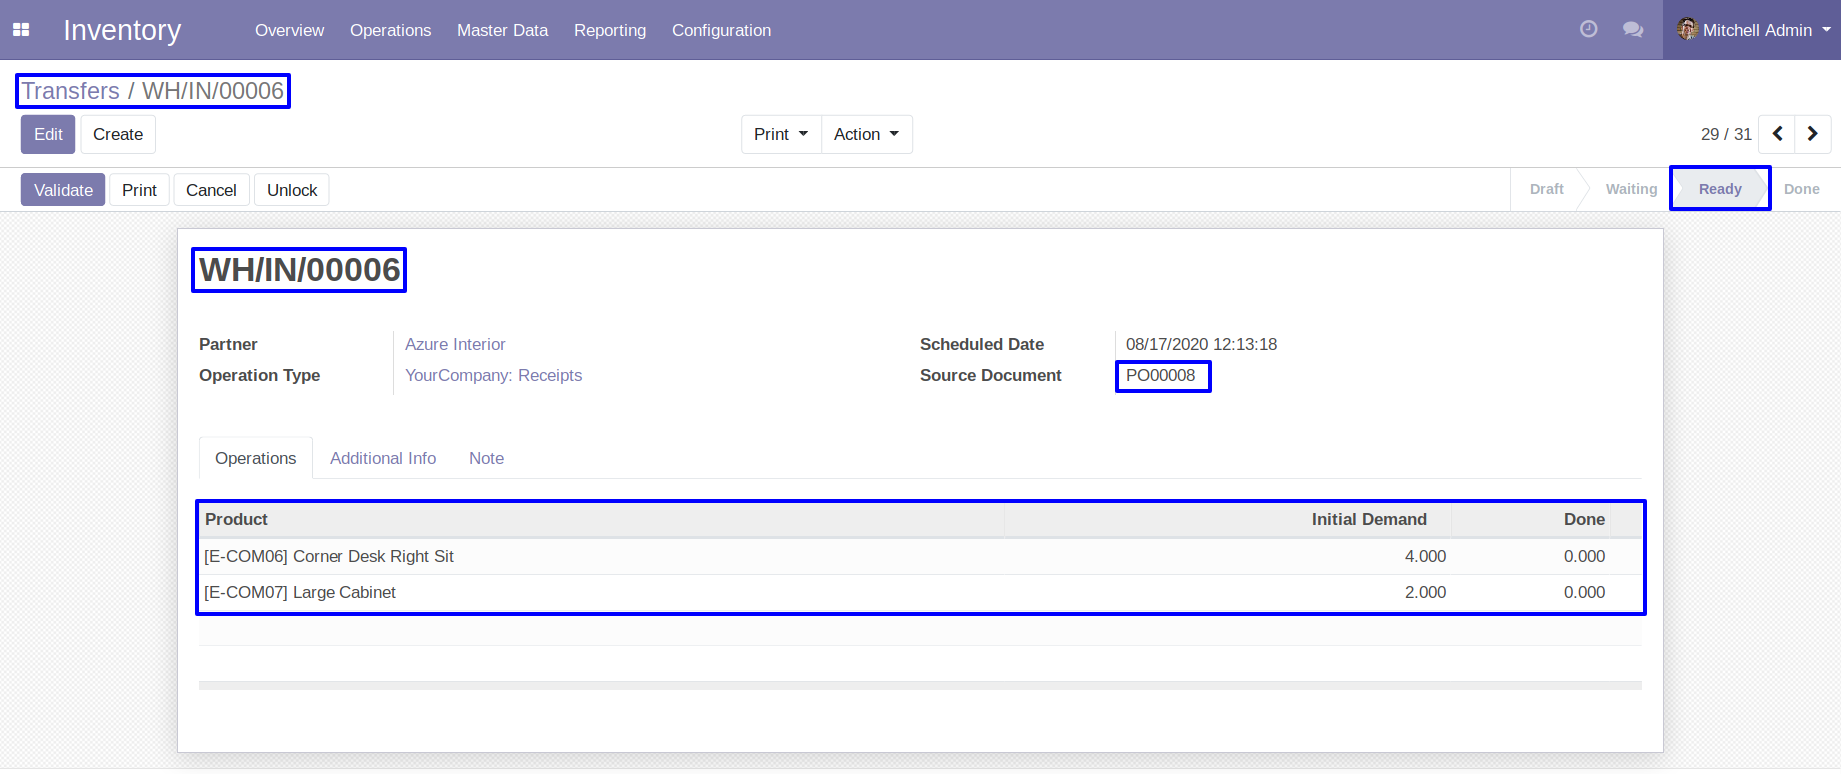 Inventory Overview Operations Master Data Reporting Configuration Mitchell Admin
Transfers / WH/IN/00006
Edit Create Print Action 29 / 31
Validate Print Cancel Unlock Draft Waiting Ready Done
WH/IN/00006
Partner Azure Interior Scheduled Date 08/17/2020 12:13:18
Operation Type YourCompany: Receipts Source Document PO00008
Operations Additional Info Note
Product Initial Demand Done
[E-COM06] Corner Desk Right Sit 4.000 0.000
[E-COM07] Large Cabinet 2.000 0.000